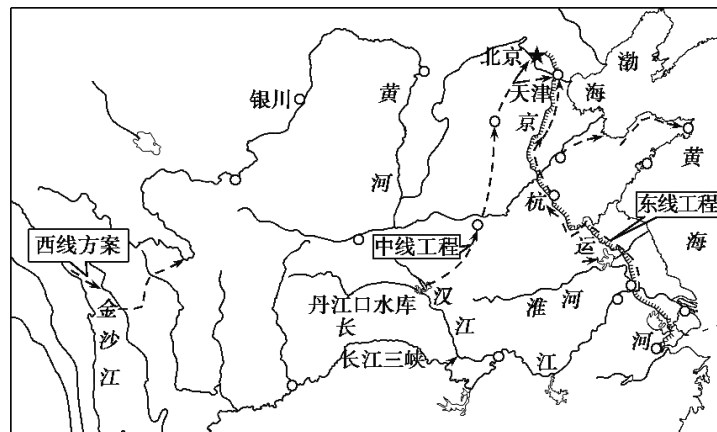 北京
渤
海
天津
银川
黄
河
京
杭
运
河
黄
海
东线工程
西线方案
中线工程
金
沙
江
汉
江
丹江口水库
淮
河
长
江
长江三峡